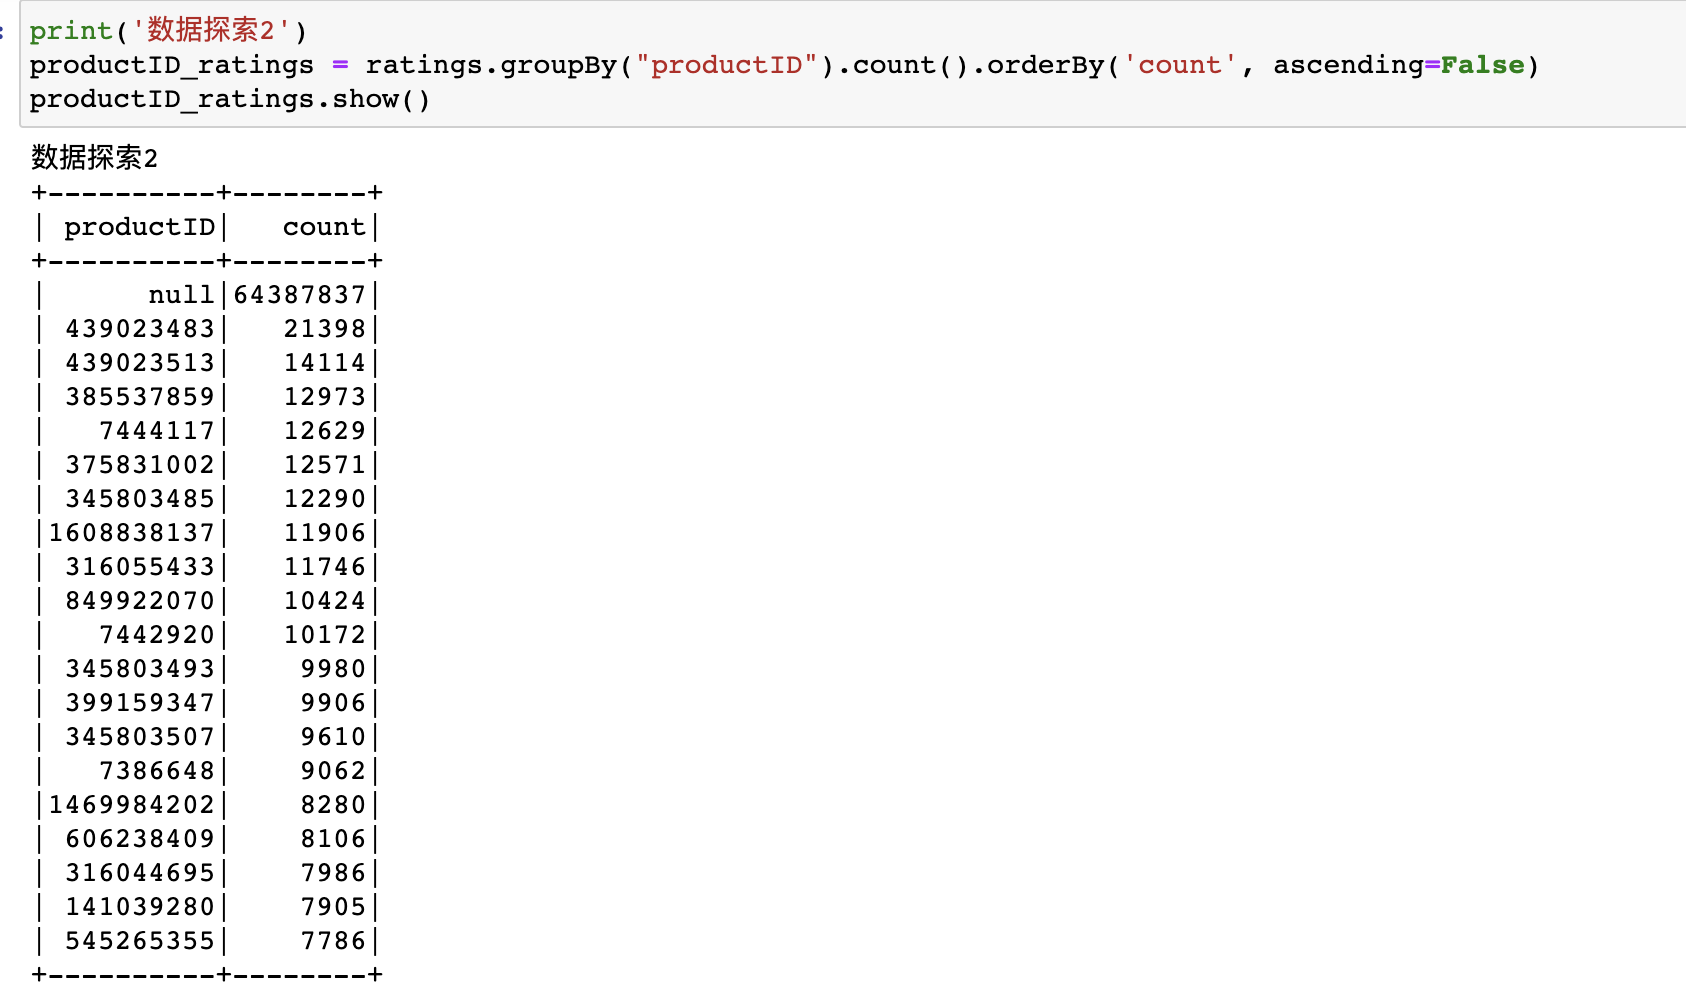 print('数据探索2')
productID_ratings = ratings.groupBy("productID").count().orderBy('count', ascending=False)
productID_ratings.show()
数据探索2
+----------+--------+
| productID|   count|
+----------+--------+
|      null|64387837|
| 439023483|   21398|
| 439023513|   14114|
| 385537859|   12973|
|   7444117|   12629|
| 375831002|   12571|
| 345803485|   12290|
|1608838137|   11906|
| 316055433|   11746|
| 849922070|   10424|
|   7442920|   10172|
| 345803493|    9980|
| 399159347|    9906|
| 345803507|    9610|
|   7386648|    9062|
|1469984202|    8280|
| 606238409|    8106|
| 316044695|    7986|
| 141039280|    7905|
| 545265355|    7786|
+----------+--------+